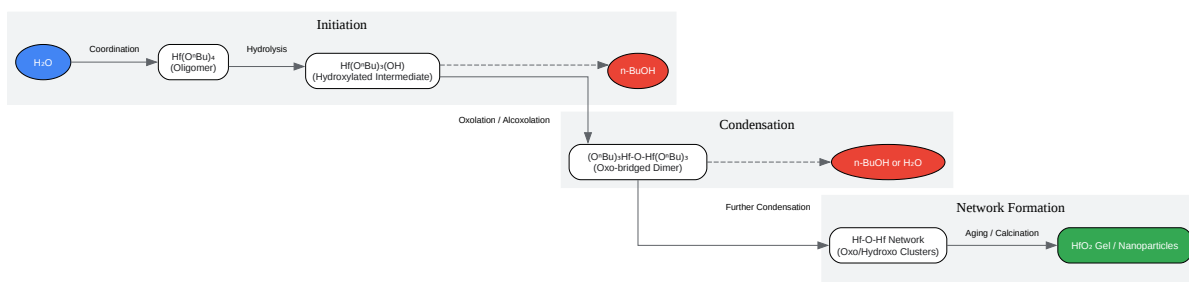 Initiation
H₂O
Coordination
Hf(OⁿBu)₄
(Oligomer)
Hydrolysis
Hf(OⁿBu)₃(OH)
(Hydroxylated Intermediate)
n-BuOH
Oxolation / Alcoxolation
Condensation
(OⁿBu)₃Hf-O-Hf(OⁿBu)₃
(Oxo-bridged Dimer)
n-BuOH or H₂O
Further Condensation
Network Formation
Hf-O-Hf Network
(Oxo/Hydroxo Clusters)
Aging / Calcination
HfO₂ Gel / Nanoparticles